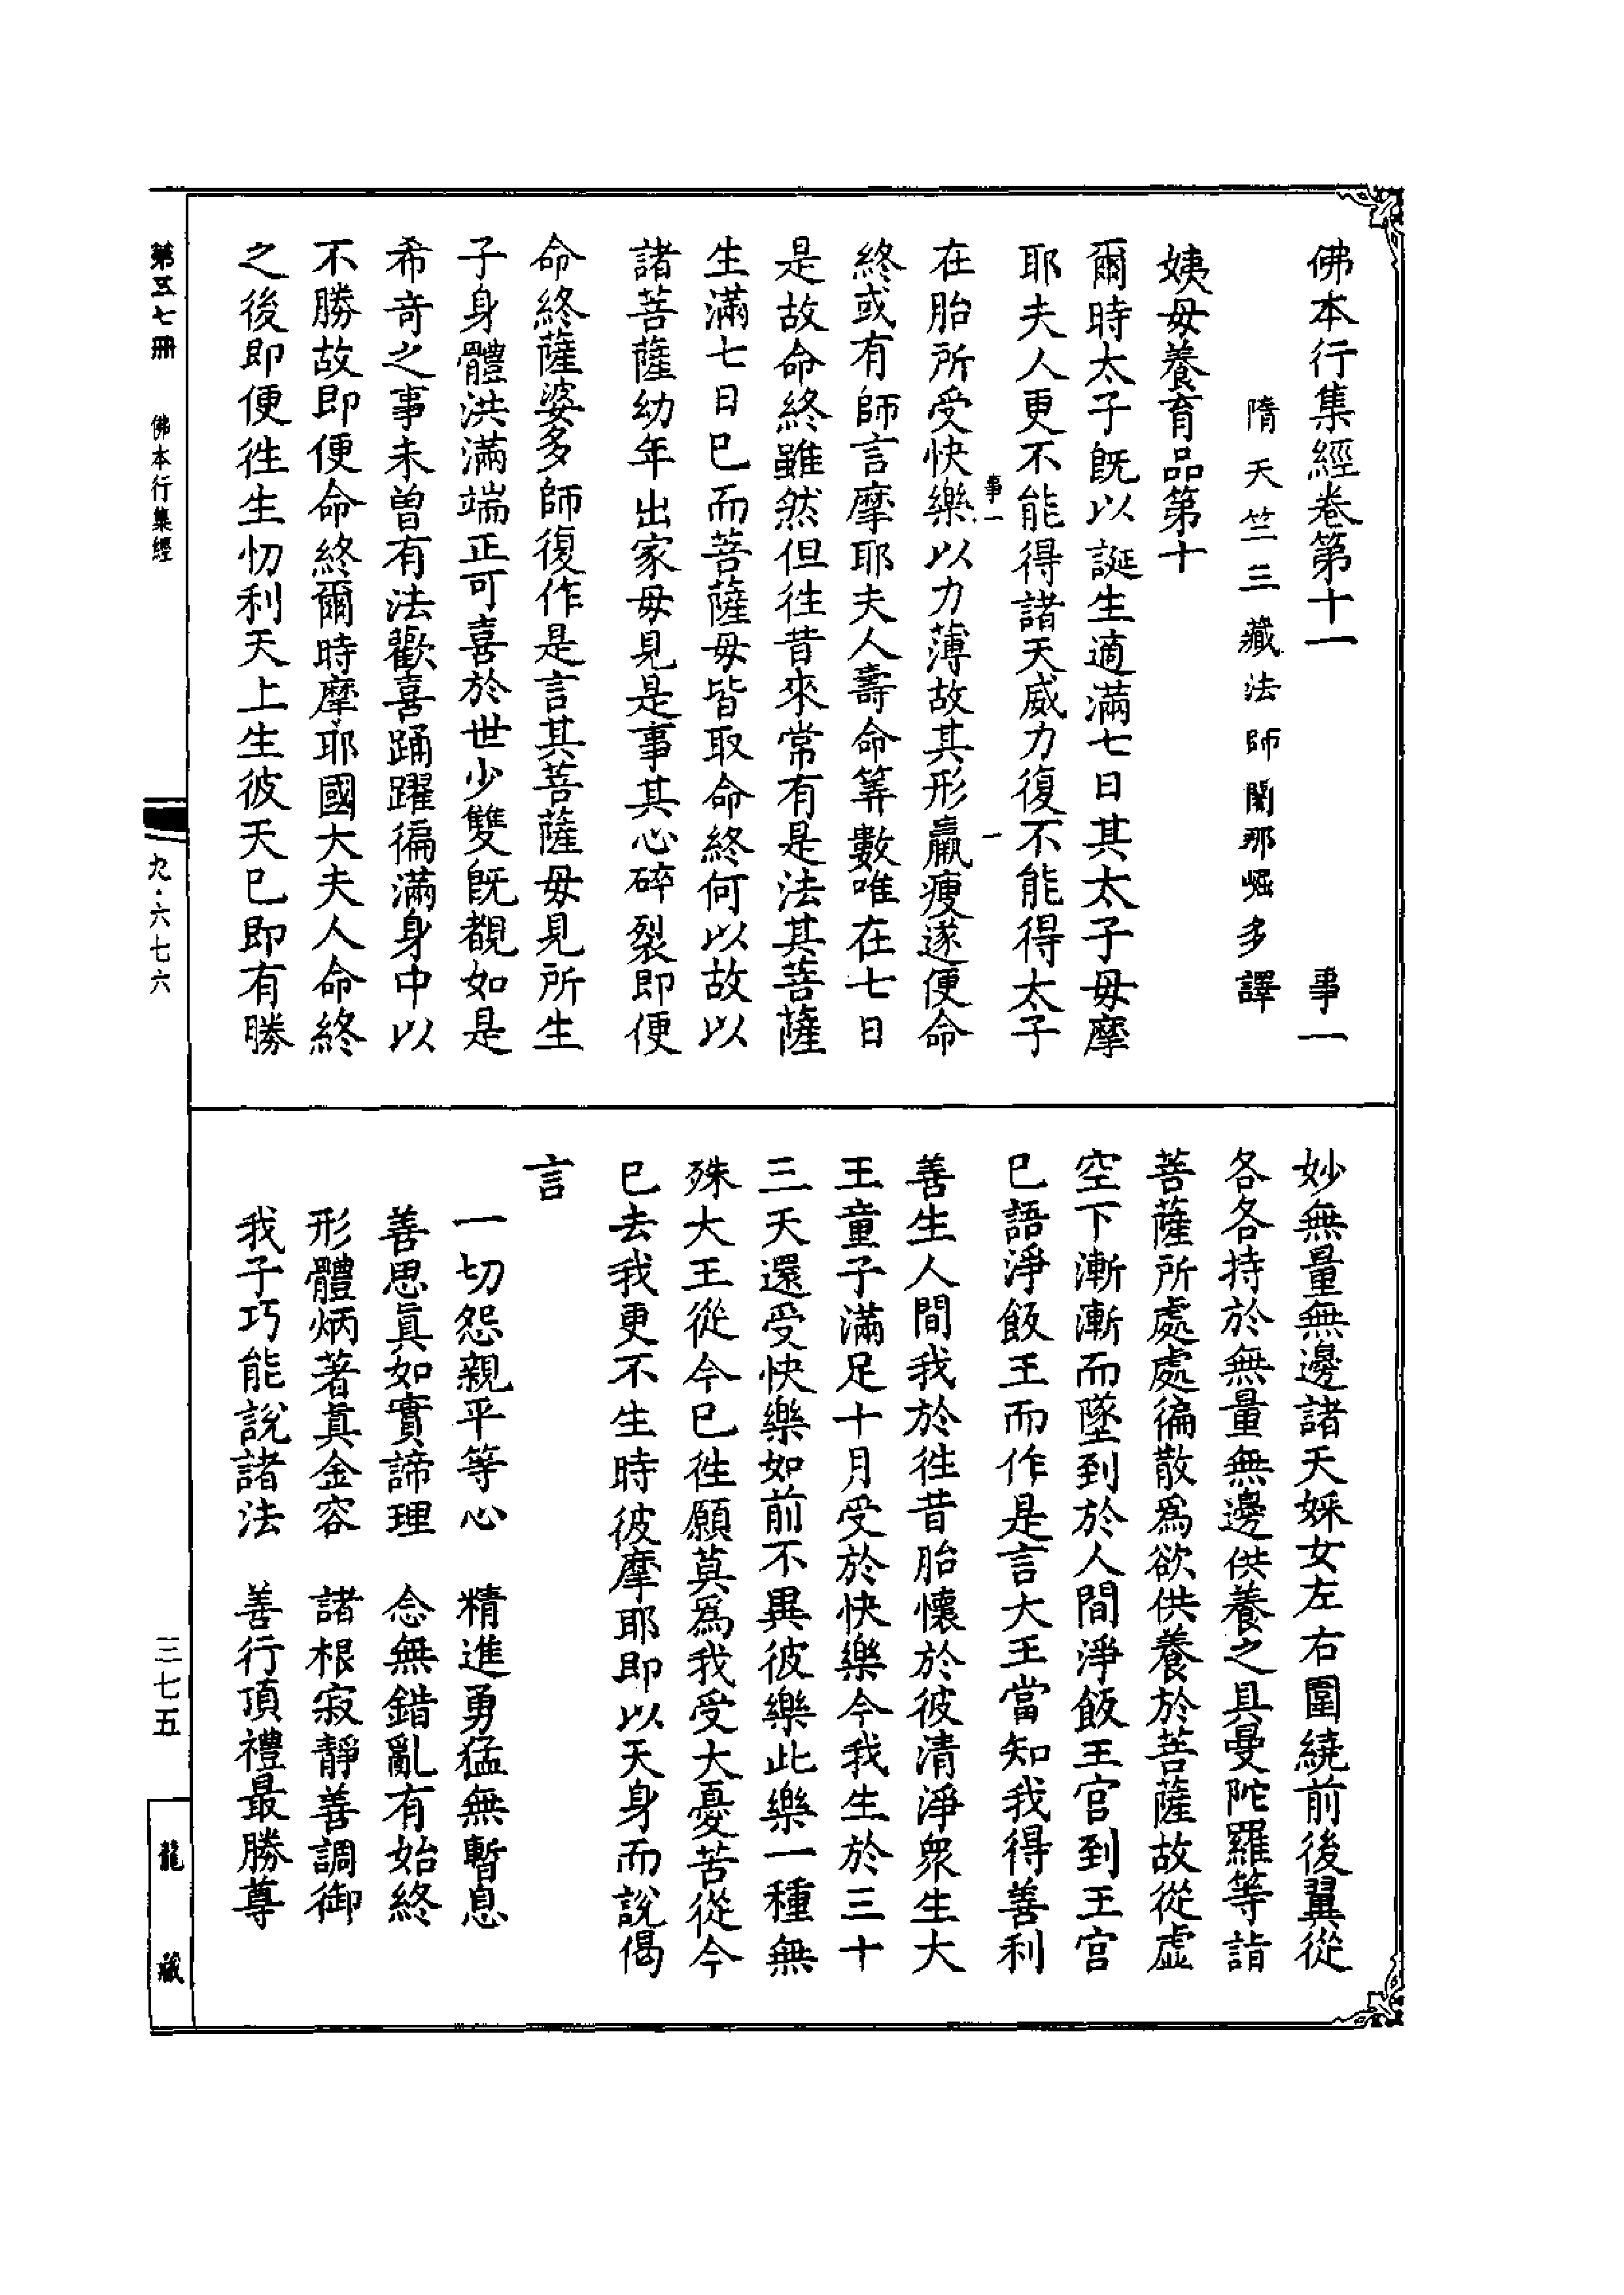 佛本行集經卷第十一　事一
隋天竺三藏法師闍那崛多譯
姨母養育品第十
爾時太子既以誕生適滿七日其太子母摩
耶夫人更不能得諸天威力復不能得太子
事一　一
在胎所受快樂以力薄故其形羸瘦遂便命
終或有師言摩耶夫人壽命筭數唯在七日
是故命終雖然但徃昔來常有是法其菩薩
生滿七日已而菩薩母皆取命終何以故以
諸菩薩幼年出家母見是事其心碎裂即便
命終薩婆多師復作是言其菩薩母見所生
子身體洪滿端正可喜於世少雙既覩如是
希奇之事未曾有法歡喜踊躍徧滿身中以
不勝故即便命終爾時摩耶國大夫人命終
之後即便徃生忉利天上生彼天已即有勝
妙無量無邊諸天婇女左右圍繞前後翼從
各各持於無量無邊供養之具曼陀羅等詣
菩薩所處處徧散爲欲供養於菩薩故從虛
空下漸漸而墜到於人間淨飯王宫到王宫
已語淨飯王而作是言大王當知我得善利
善生人間我於徃昔胎懷於彼清淨衆生大
王童子滿足十月受於快樂今我生於三十
三天還受快樂如前不異彼樂此樂一種無
殊大王從今已徃願莫爲我受大憂苦從今
已去我更不生時彼摩耶即以天身而說偈
言
一切怨親平等心　精進勇猛無暫息
善思眞如實諦理　念無錯亂有始終
形體炳著眞金容　諸根寂靜善調御
我子巧能說諸法　善行頂禮最勝尊
第五七冊　佛本行集經
九·六七六
三七五
龍藏